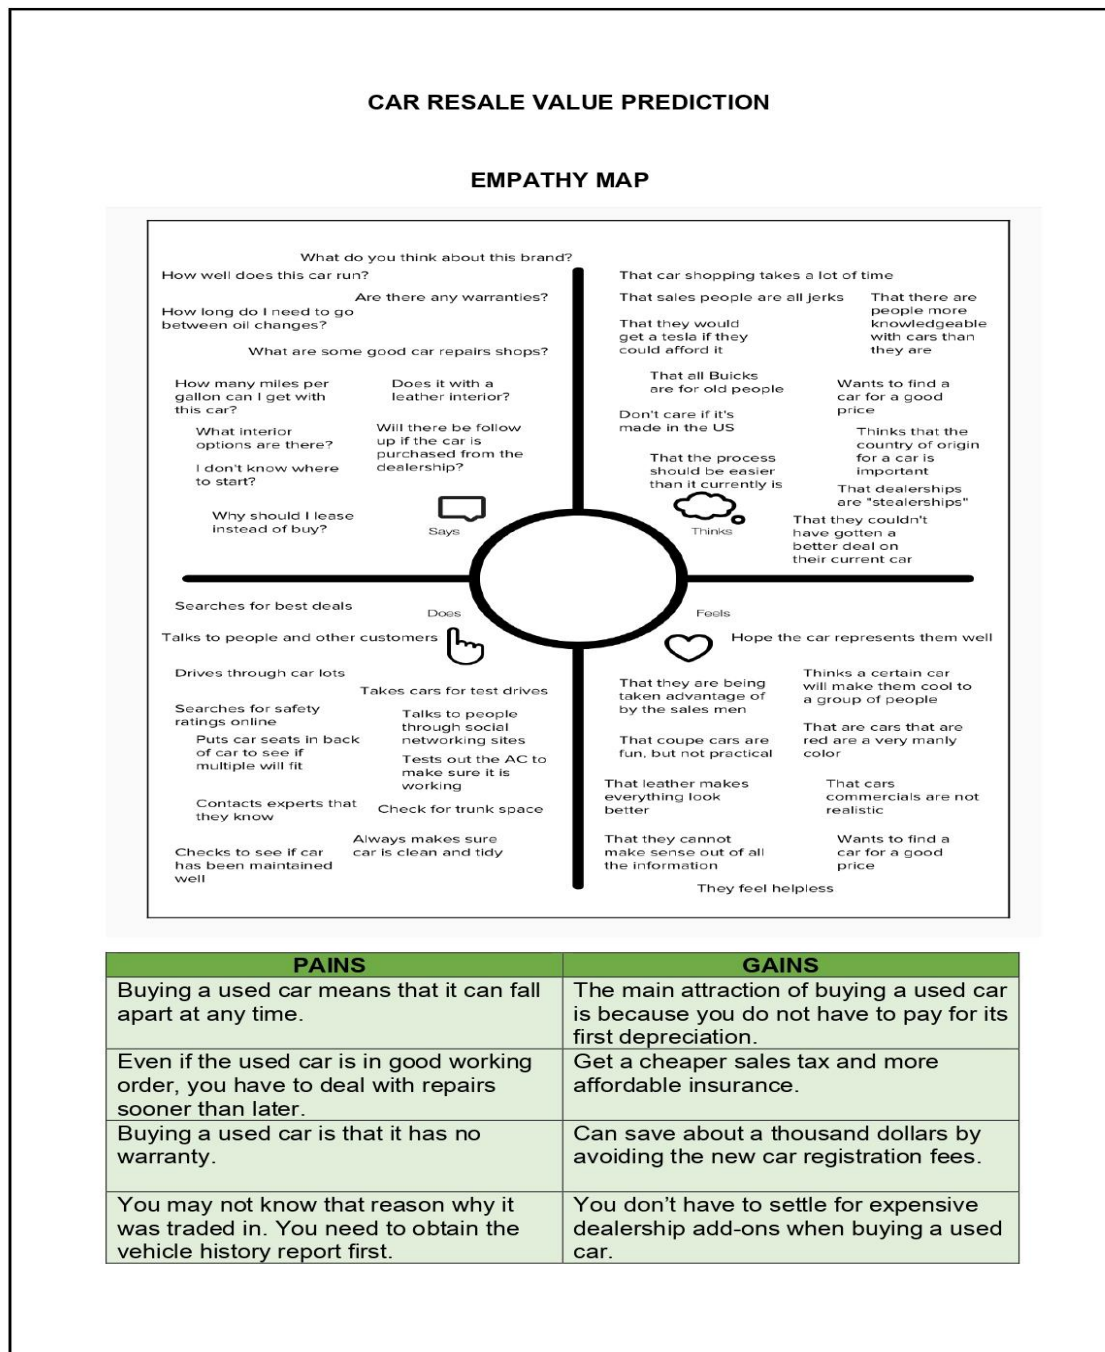 CAR RESALE VALUE PREDICTION
EMPATHY MAP
What do you think about this brand?
How well does this car run?
Are there any warranties?
How long do I need to go
between oil changes?
What are some good car repairs shops?
How many miles per
gallon can I get with
this car?
Does it with a
leather interior?
What interior
options are there?
Will there be follow
up if the car is
purchased from the
dealership?
I don't know where
to start?
Why should I lease
instead of buy?
Says
That car shopping takes a lot of time
That sales people are all jerks
That there are
people more
knowledgeable
with cars than
they are
That they would
get a tesla if they
could afford it
That all Buicks
are for old people
Wants to find a
car for a good
price
Don't care if it's
made in the US
Thinks that the
country of origin
for a car is
important
That the process
should be easier
than it currently is
That dealerships
are "stealerships"
Thinks
That they couldn't
have gotten a
better deal on
their current car
Searches for best deals
Does
Talks to people and other customers
Drives through car lots
Takes cars for test drives
Searches for safety
ratings online
Talks to people
through social
networking sites
Puts car seats in back
of car to see if
multiple will fit
Tests out the AC to
make sure it is
working
Contacts experts that
they know
Check for trunk space
Always makes sure
car is clean and tidy
Checks to see if car
has been maintained
well
Feels
Hope the car represents them well
That they are being
taken advantage of
by the sales men
Thinks a certain car
will make them cool to
a group of people
That coupe cars are
fun, but not practical
That are cars that are
red are a very manly
color
That leather makes
everything look
better
That cars
commercials are not
realistic
That they cannot
make sense out of all
the information
Wants to find a
car for a good
price
They feel helpless
PAINS
GAINS
Buying a used car means that it can fall
apart at any time.
The main attraction of buying a used car
is because you do not have to pay for its
first depreciation.
Even if the used car is in good working
order, you have to deal with repairs
sooner than later.
Get a cheaper sales tax and more
affordable insurance.
Buying a used car is that it has no
warranty.
Can save about a thousand dollars by
avoiding the new car registration fees.
You may not know that reason why it
was traded in. You need to obtain the
vehicle history report first.
You don’t have to settle for expensive
dealership add-ons when buying a used
car.